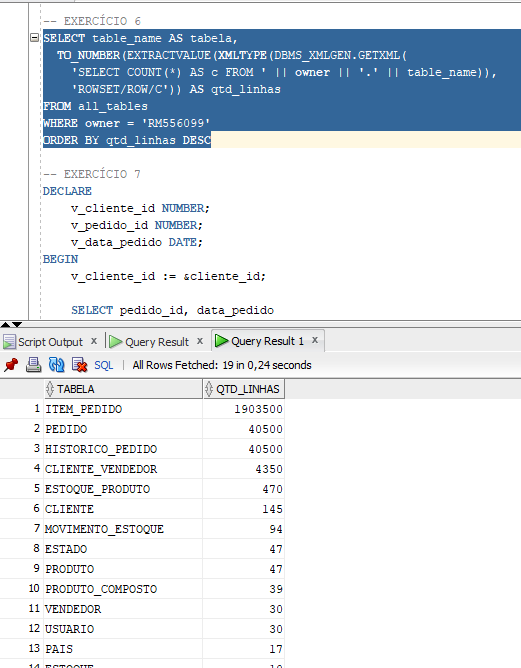 -- EXERCÍCIO 6
SELECT table_name AS tabela,
TO_NUMBER(EXTRACTVALUE(XMLTYPE(DBMS_XMLGEN.GETXML(
'SELECT COUNT(*) AS c FROM ' || owner || '.' || table_name)),
'ROWSET/ROW/C')) AS qtd_linhas
FROM all_tables
WHERE owner = 'RM556099'
ORDER BY qtd_linhas DESC
-- EXERCÍCIO 7
DECLARE
v_cliente_id NUMBER;
v_pedido_id NUMBER;
v_data_pedido DATE;
BEGIN
v_cliente_id := &cliente_id;
SELECT pedido_id, data_pedido
Script Output x Query Result x Query Result 1 x
SQL | All Rows Fetched: 19 in 0,24 seconds
TABELA QTD_LINHAS
1 ITEM_PEDIDO 1903500
2 PEDIDO 40500
3 HISTORICO_PEDIDO 40500
4 CLIENTE_VENDEDOR 4350
5 ESTOQUE_PRODUTO 470
6 CLIENTE 145
7 MOVIMENTO_ESTOQUE 94
8 ESTADO 47
9 PRODUTO 47
10 PRODUTO_COMPOSTO 39
11 VENDEDOR 30
12 USUARIO 30
13 PAIS 17
14 ESTOQUE